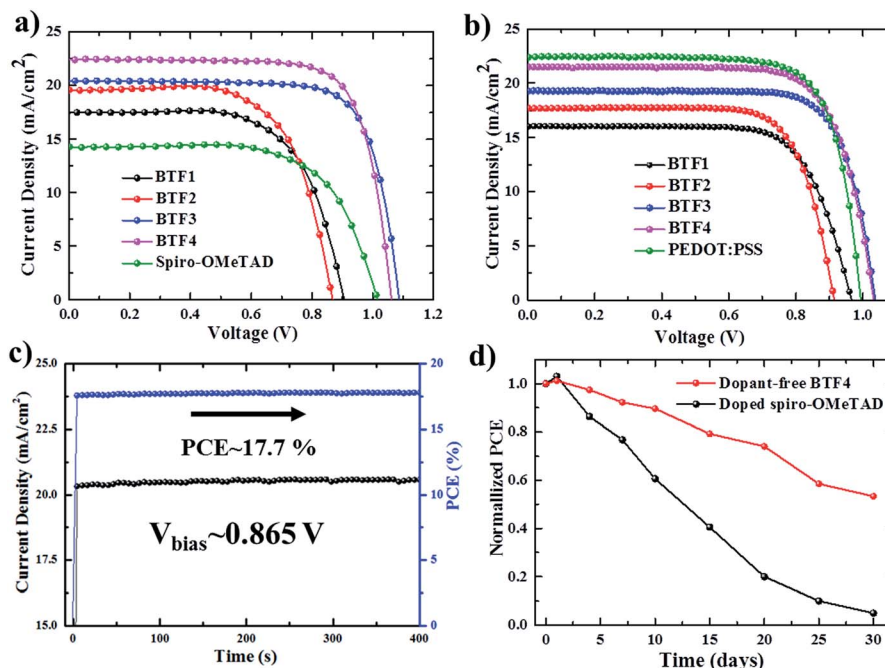 a)
25
20
15
10
5
0
0.0 0.2 0.4 0.6 0.8 1.0 1.2
Current Density (mA/cm²)
Voltage (V)
BTF1
BTF2
BTF3
BTF4
Spiro-OMeTAD
b)
25
20
15
10
5
0
0.0 0.2 0.4 0.6 0.8 1.0
Current Density (mA/cm²)
Voltage (V)
BTF1
BTF2
BTF3
BTF4
PEDOT:PSS
c)
25.0
22.5
20.0
17.5
15.0
Current Density (mA/cm²)
PCE~17.7 %
V_bias~0.865 V
20
15
10
5
0
PCE (%)
0 100 200 300 400
Time (s)
d)
1.0
0.8
0.6
0.4
0.2
0.0
Normallized PCE
Dopant-free BTF4
Doped spiro-OMeTAD
0 5 10 15 20 25 30
Time (days)